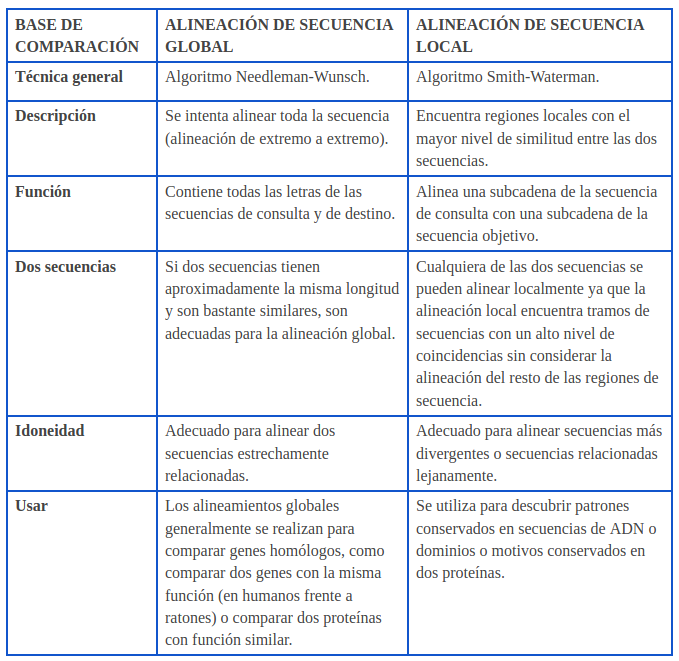 BASE DE
COMPARACIÓN
ALINEACIÓN DE SECUENCIA
GLOBAL
ALINEACIÓN DE SECUENCIA
LOCAL
Técnica general
Algoritmo Needleman-Wunsch.
Algoritmo Smith-Waterman.
Descripción
Se intenta alinear toda la secuencia
(alineación de extremo a extremo).
Encuentra regiones locales con el
mayor nivel de similitud entre las dos
secuencias.
Función
Contiene todas las letras de las
secuencias de consulta y de destino.
Alinea una subcadena de la secuencia
de consulta con una subcadena de la
secuencia objetivo.
Dos secuencias
Si dos secuencias tienen
aproximadamente la misma longitud
y son bastante similares, son
adecuadas para la alineación global.
Cualquiera de las dos secuencias se
pueden alinear localmente ya que la
alineación local encuentra tramos de
secuencias con un alto nivel de
coincidencias sin considerar la
alineación del resto de las regiones de
secuencia.
Idoneidad
Adecuado para alinear dos
secuencias estrechamente
relacionadas.
Adecuado para alinear secuencias más
divergentes o secuencias relacionadas
lejanamente.
Usar
Los alineamientos globales
generalmente se realizan para
comparar genes homólogos, como
comparar dos genes con la misma
función (en humanos frente a
ratones) o comparar dos proteínas
con función similar.
Se utiliza para descubrir patrones
conservados en secuencias de ADN o
dominios o motivos conservados en
dos proteínas.